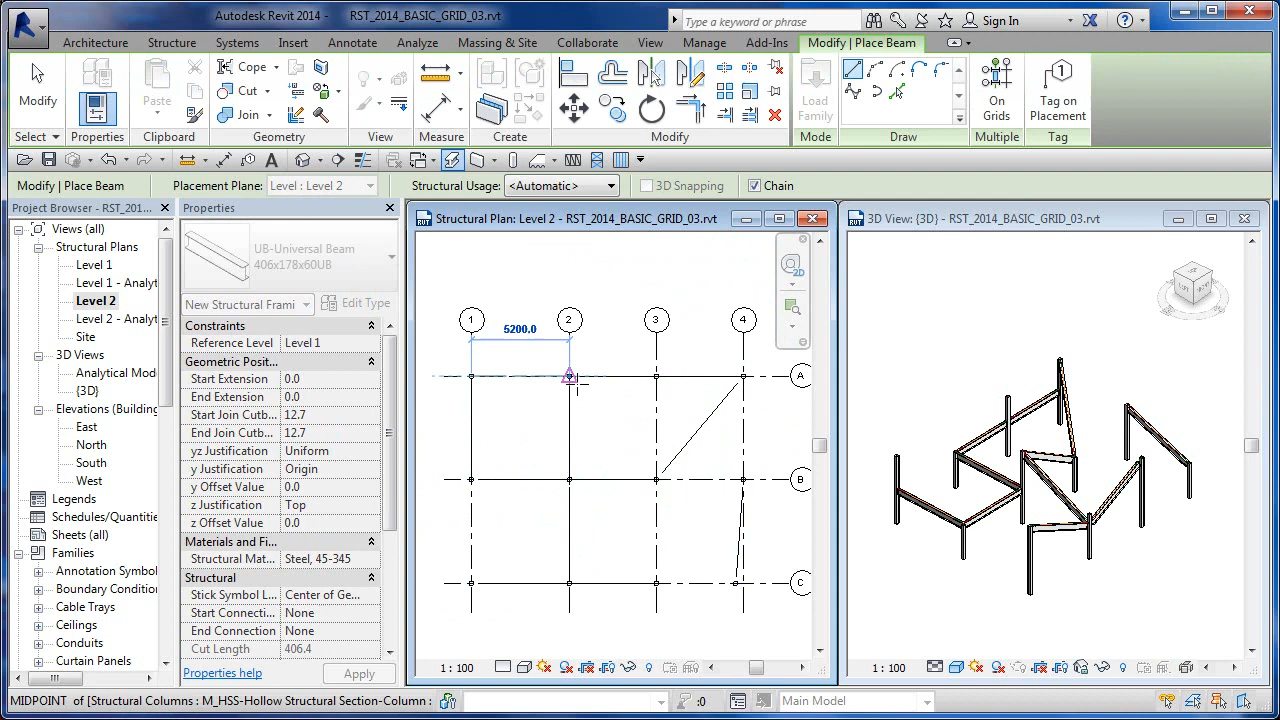 Autodesk Revit 2014 - RST_2014_BASIC_GRID_03.rvt
Type a keyword or phrase
Sign In
Architecture Structure Systems Insert Annotate Analyze Massing & Site Collaborate View Manage Add-Ins Modify | Place Beam
Modify
Properties
Paste
Cope
Cut
Join
Load
Family
On
Grids
Tag on
Placement
Select Properties Clipboard Geometry View Measure Create Modify Mode Draw Multiple Tag
Modify | Place Beam
Placement Plane: Level : Level 2
Structural Usage: <Automatic>
3D Snapping
Chain
Project Browser - RST_201...
Views (all)
Structural Plans
Level 1
Level 1 - Analyt
Level 2
Level 2 - Analyt
Site
3D Views
Analytical Mode
{3D}
Elevations (Building
East
North
South
West
Legends
Schedules/Quantitie
Sheets (all)
Families
Annotation Symbol
Boundary Condition
Cable Trays
Ceilings
Conduits
Curtain Panels
Properties
UB-Universal Beam
406x178x60UB
New Structural Frami
Edit Type
Constraints
Reference Level Level 1
Geometric Posit...
Start Extension 0.0
End Extension 0.0
Start Join Cutb... 12.7
End Join Cutb... 12.7
yz Justification Uniform
y Justification Origin
y Offset Value 0.0
z Justification Top
z Offset Value 0.0
Materials and Fi...
Structural Mat... Steel, 45-345
Structural
Stick Symbol L... Center of Ge...
Start Connecti... None
End Connection None
Cut Length 406.4
Properties help
Apply
Structural Plan: Level 2 - RST_2014_BASIC_GRID_03.rvt
2D
1 2 3 4
5200.0
A
B
C
1 : 100
3D View: {3D} - RST_2014_BASIC_GRID_03.rvt
1 : 100
MIDPOINT of [Structural Columns : M_HSS-Hollow Structural Section-Column :
:0
Main Model